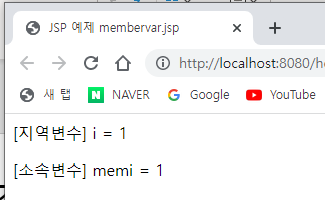 JSP 예제 membervar.jsp
http://localhost:8080/h
새 탭 NAVER Google YouTube
[지역변수] i = 1
[소속변수] memi = 1